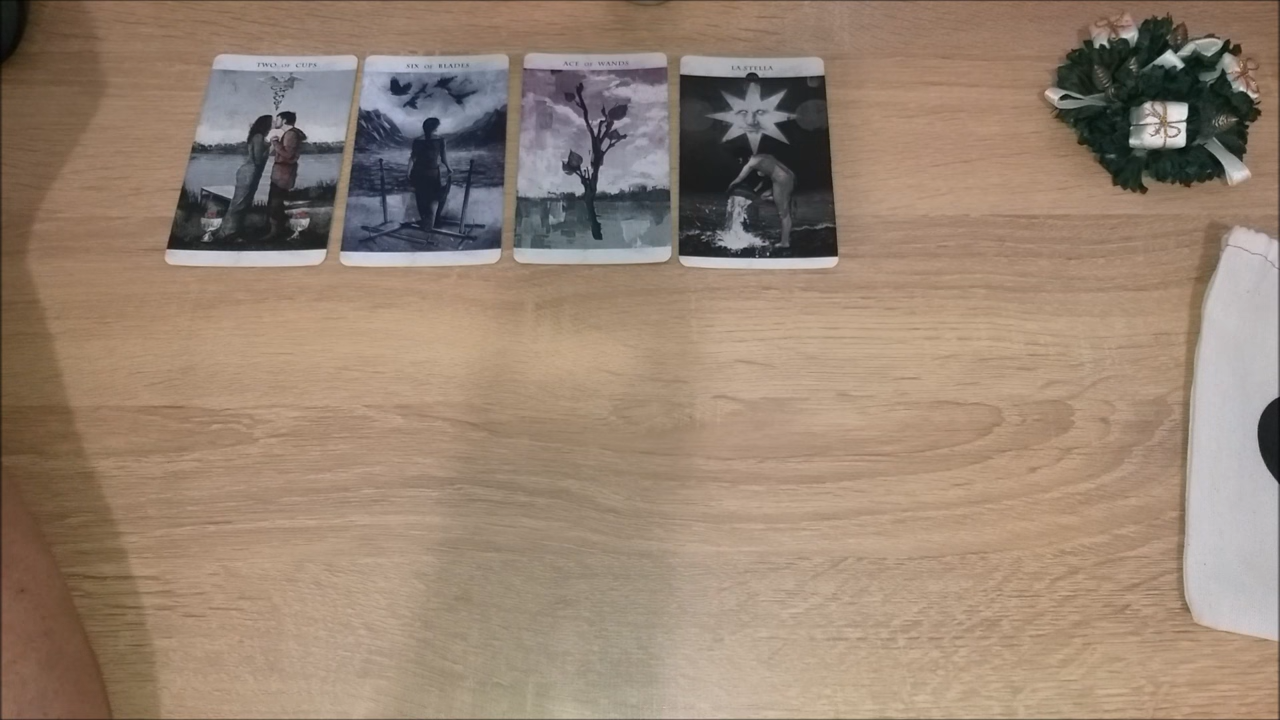 TWO OF CUPS
SIX OF BLADES
ACE OF WANDS
LA STELLA